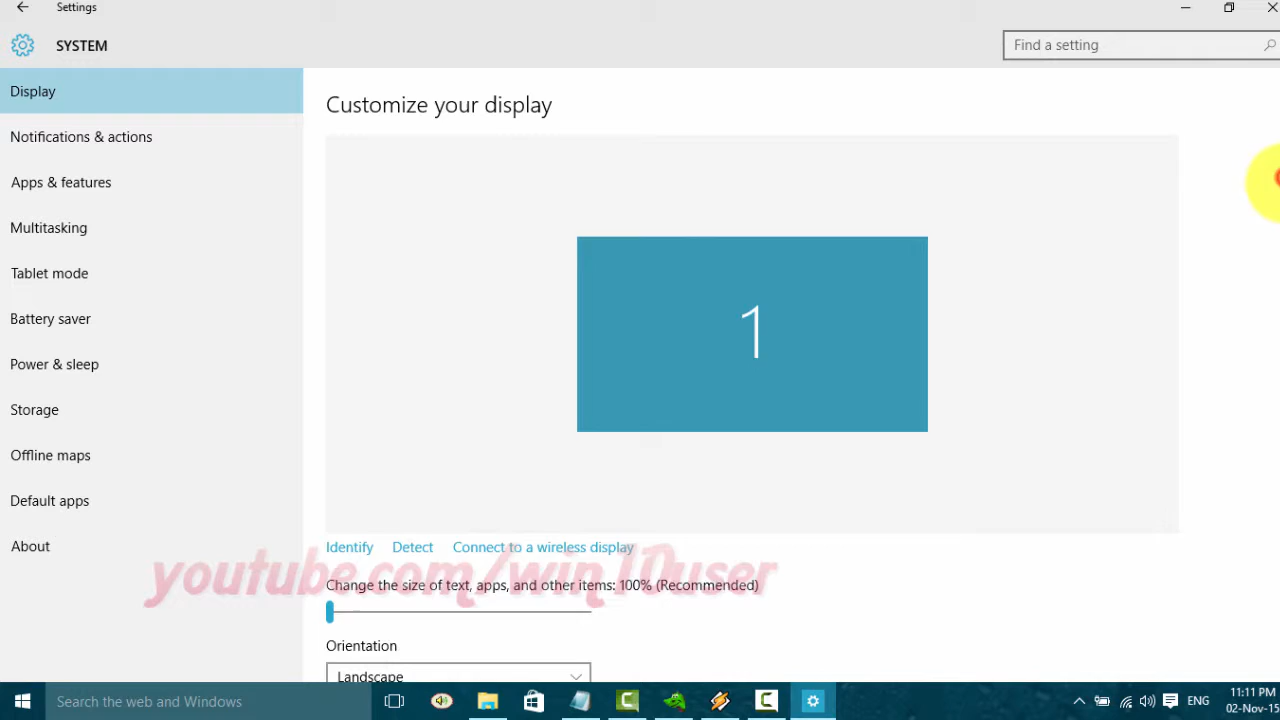 Settings
SYSTEM
Find a setting
Display
Notifications & actions
Apps & features
Multitasking
Tablet mode
Battery saver
Power & sleep
Storage
Offline maps
Default apps
About
Customize your display
1
Identify Detect Connect to a wireless display
youtube.com/win10user
Change the size of text, apps, and other items: 100% (Recommended)
Orientation
Landscape
Search the web and Windows
ENG
11:11 PM
02-Nov-15